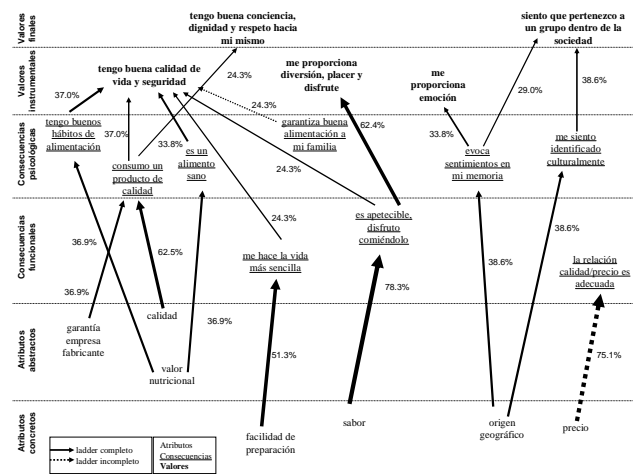 Valores finales
tengo buena conciencia,
dignidad y respeto hacia
mi mismo
siento que pertenezco a
un grupo dentro de la
sociedad
Valores instrumentales
tengo buena calidad de
vida y seguridad
me proporciona
diversión, placer y
disfrute
me
proporciona
emoción
37.0%
24.3%
24.3%
62.4%
29.0%
38.6%
Consecuencias psicológicas
tengo buenos
hábitos de
alimentación
37.0%
33.8%
garantiza buena
alimentación a
mi familia
33.8%
consumo un
producto de
calidad
es un
alimento
sano
24.3%
evoca
sentimientos en
mi memoria
me siento
identificado
culturalmente
Consecuencias funcionales
36.9%
62.5%
24.3%
es apetecible,
disfruto
comiéndolo
38.6%
38.6%
me hace la vida
más sencilla
la relación
calidad/precio es
adecuada
36.9%
78.3%
Atributos abstractos
garantía
empresa
fabricante
calidad
36.9%
valor
nutricional
51.3%
75.1%
Atributos concretos
facilidad de
preparación
sabor
origen
geográfico
precio
ladder completo
ladder incompleto
Atributos
Consecuencias
Valores